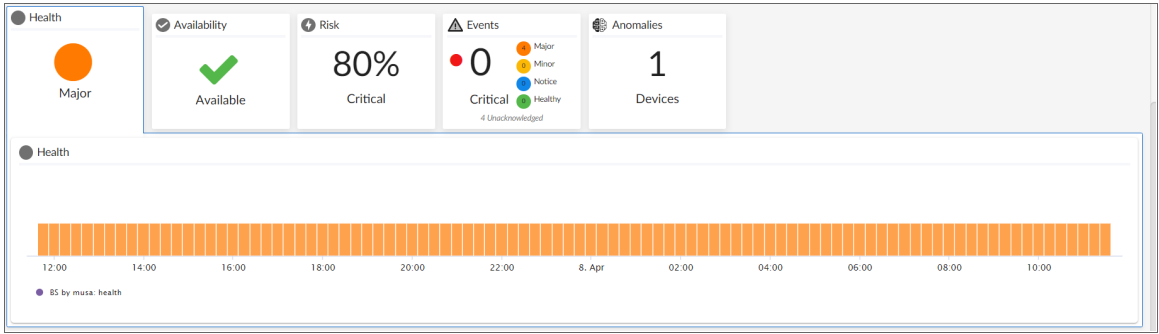 Health
Major
Availability
Available
Risk
80%
Critical
Events
0
Critical
4 Major
0 Minor
0 Notice
0 Healthy
4 Unacknowledged
Anomalies
1
Devices
Health
12:00 14:00 16:00 18:00 20:00 22:00 8. Apr 02:00 04:00 06:00 08:00 10:00
BS by musa: health